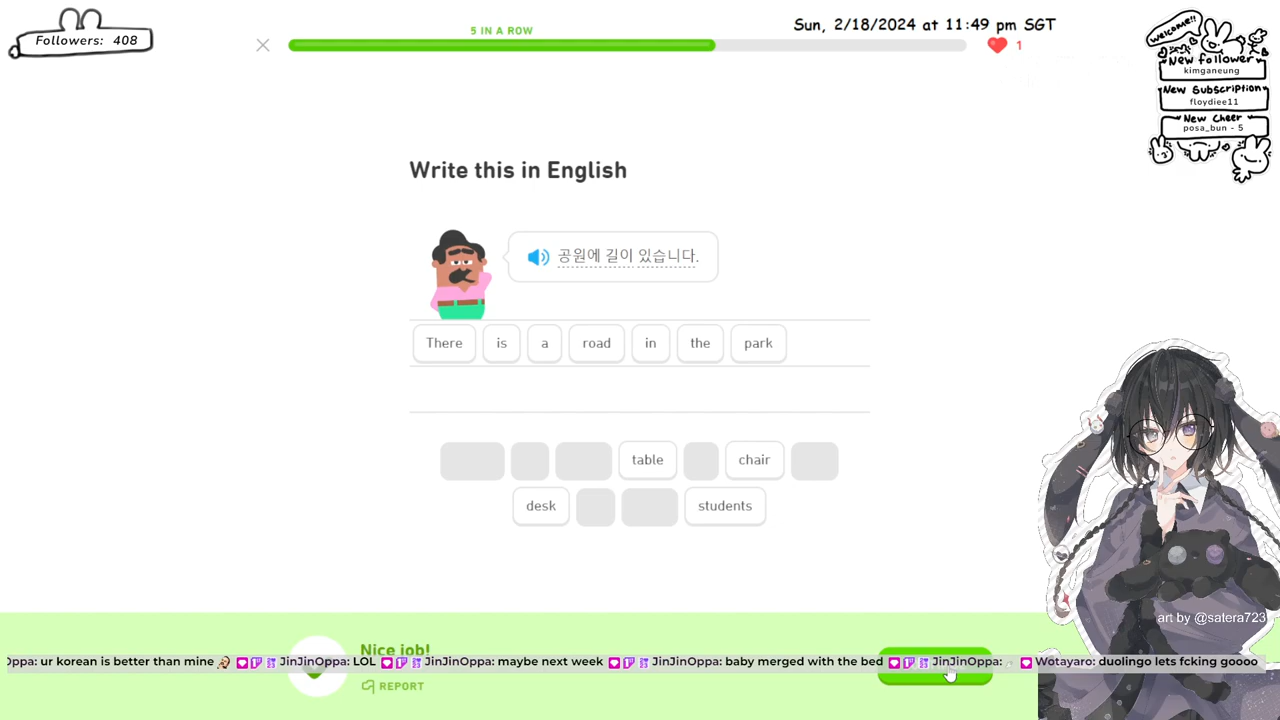 Followers: 408
5 IN A ROW
Sun, 2/18/2024 at 11:49 pm SGT
1
welcome!!
New follower
kimganeung
New Subscription
floydiee11
New Cheer
posa_bun - 5
Write this in English
공원에 길이 있습니다.
There is a road in the park
table chair
desk students
art by @satera723
Nice job!
Oppa: ur korean is better than mine JinJinOppa: LOL JinJinOppa: maybe next week JinJinOppa: baby merged with the bed JinJinOppa: Wotayaro: duolingo lets fcking goooo
REPORT